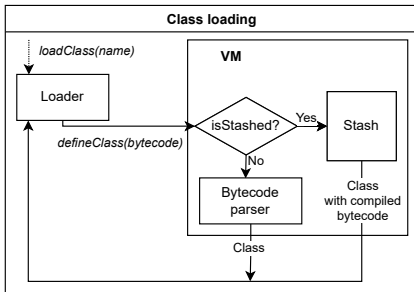 Class loading
loadClass(name)
VM
Loader
isStashed?
Yes
Stash
defineClass(bytecode)
No
Bytecode
parser
Class
with compiled
bytecode
Class